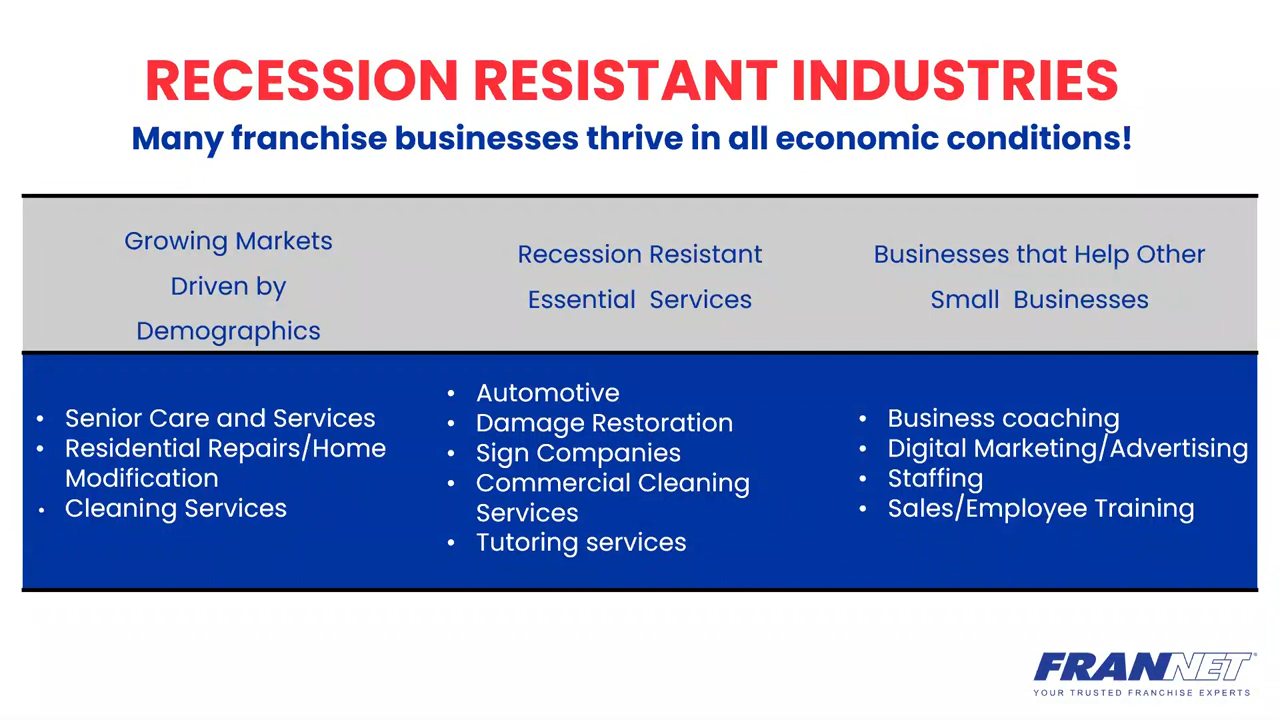 RECESSION RESISTANT INDUSTRIES
Many franchise businesses thrive in all economic conditions!
Growing Markets
Driven by
Demographics
Recession Resistant
Essential Services
Businesses that Help Other
Small Businesses
• Senior Care and Services
• Residential Repairs/Home
Modification
• Cleaning Services
• Automotive
• Damage Restoration
• Sign Companies
• Commercial Cleaning
Services
• Tutoring services
• Business coaching
• Digital Marketing/Advertising
• Staffing
• Sales/Employee Training
FRANNET®
YOUR TRUSTED FRANCHISE EXPERTS